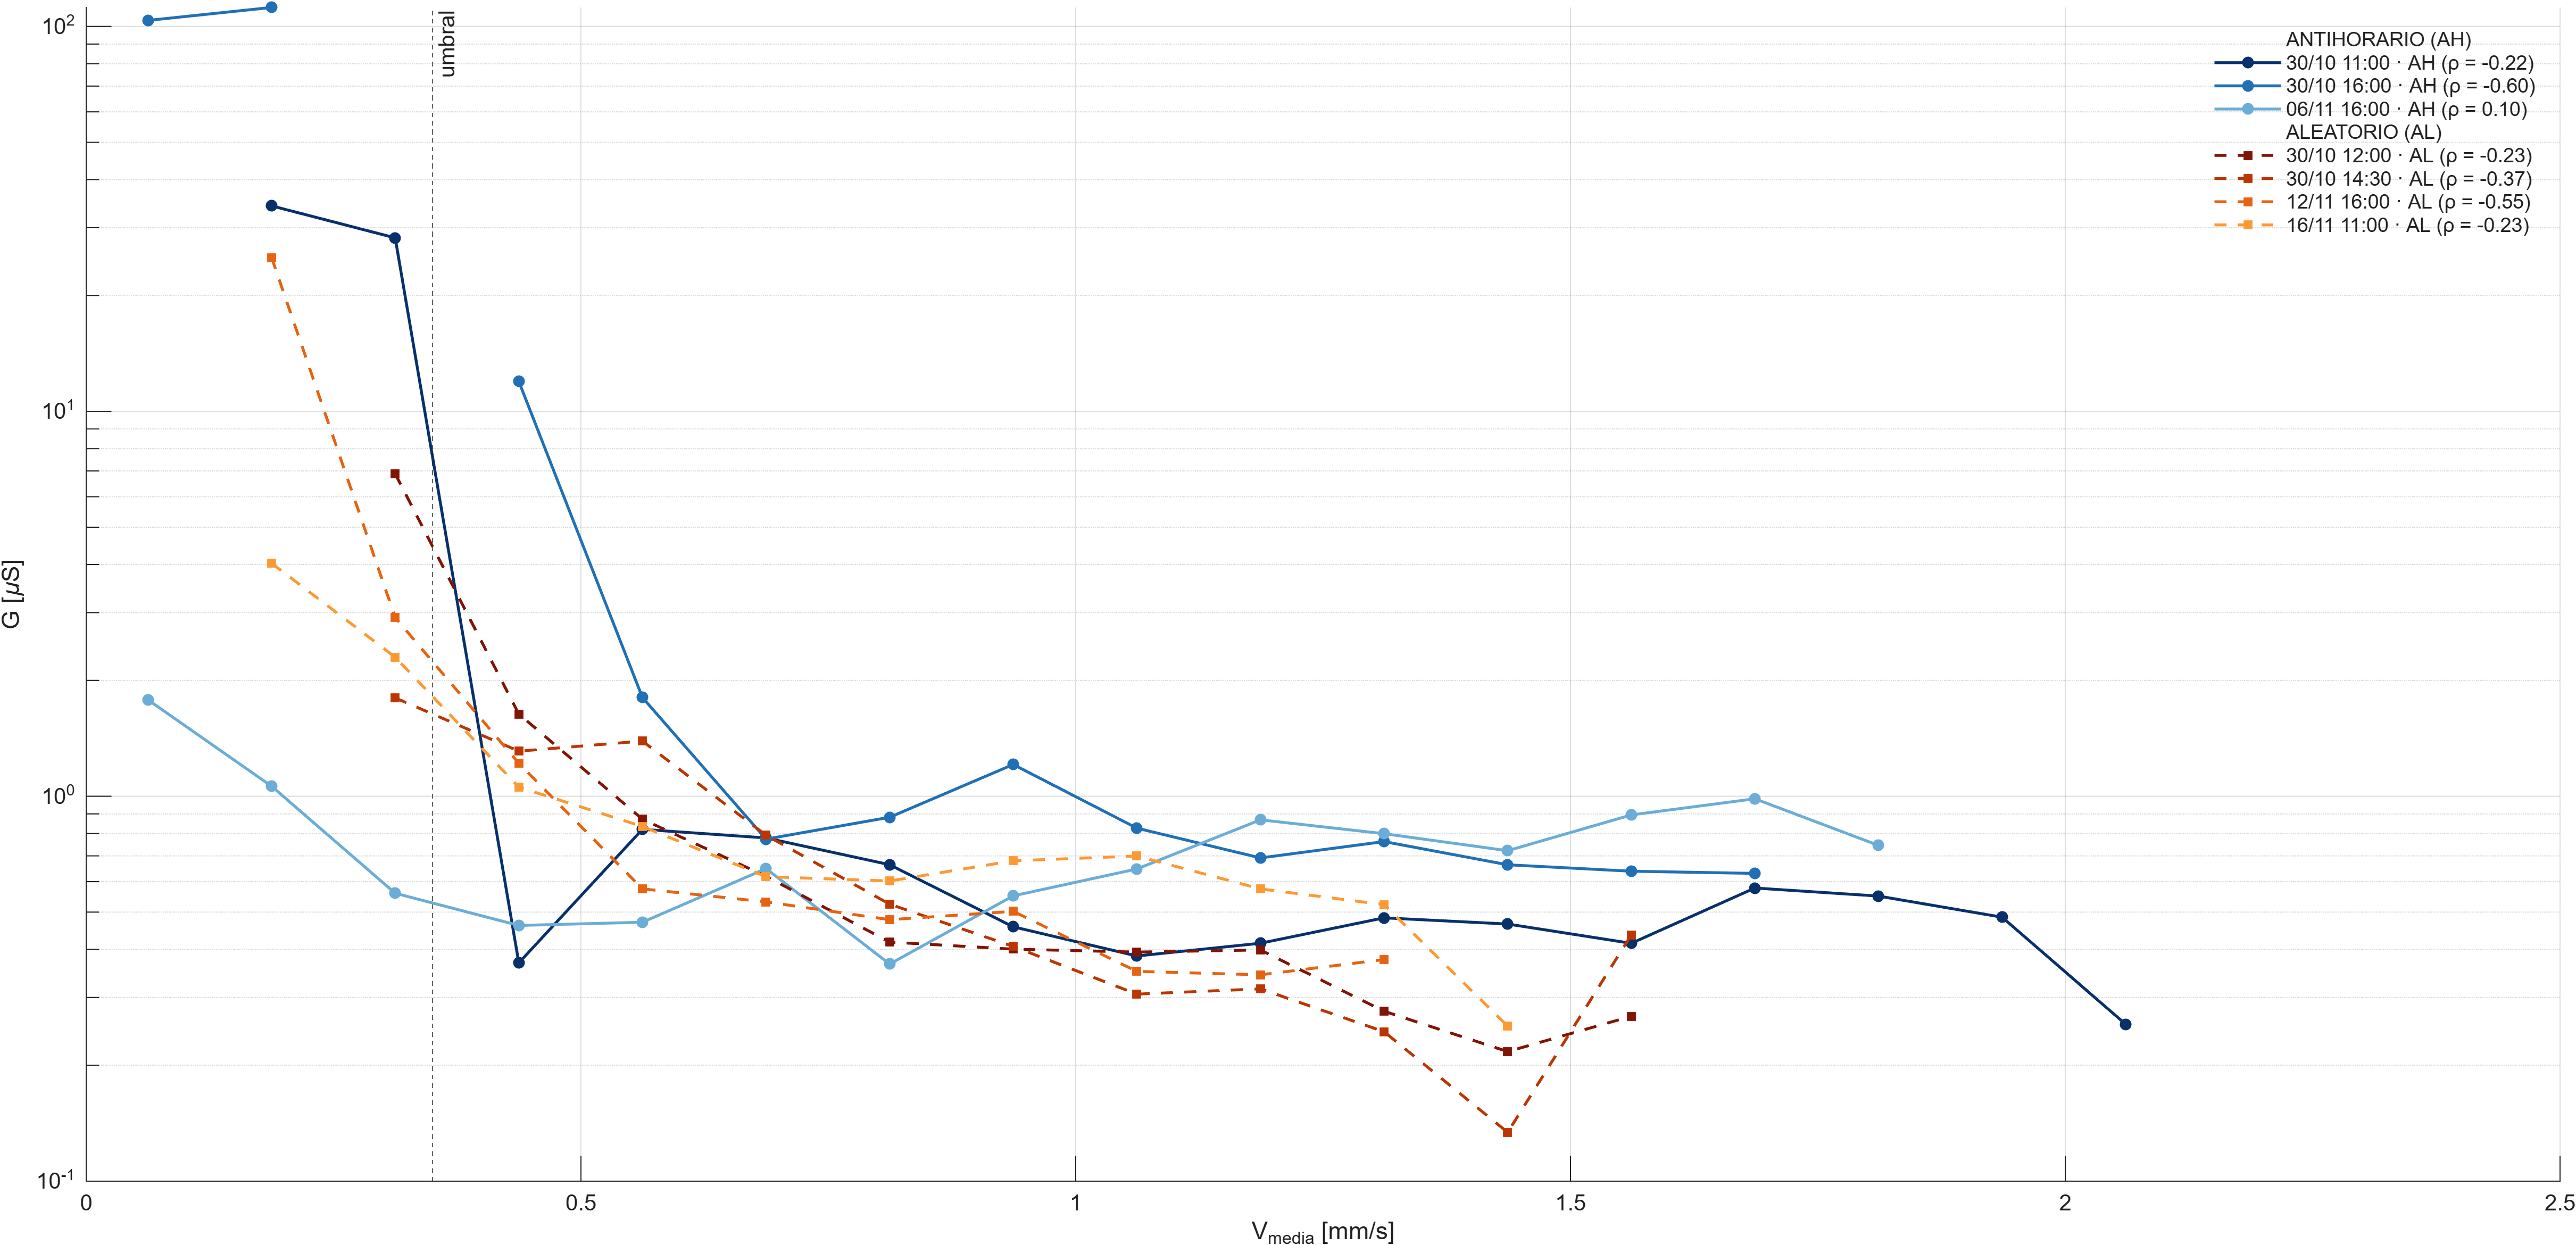 10²
umbral
ANTIHORARIO (AH)
30/10 11:00 · AH (ρ = -0.22)
30/10 16:00 · AH (ρ = -0.60)
06/11 16:00 · AH (ρ = 0.10)
ALEATORIO (AL)
30/10 12:00 · AL (ρ = -0.23)
30/10 14:30 · AL (ρ = -0.37)
12/11 16:00 · AL (ρ = -0.55)
16/11 11:00 · AL (ρ = -0.23)
10¹
G [µS]
10⁰
10⁻¹
0 0.5 1 1.5 2 2.5
Vmedia [mm/s]